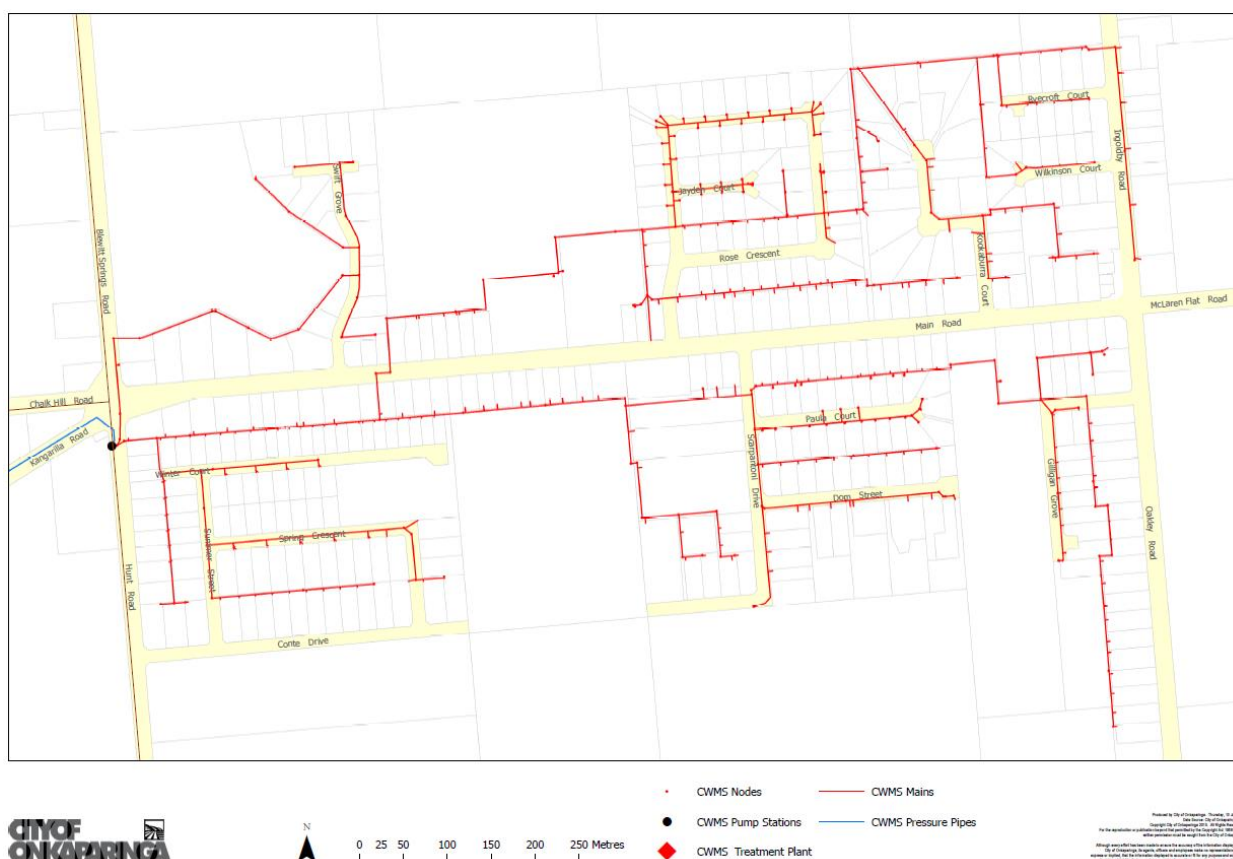 Ryecroft Court
Ingoldby Road
Wilkinson Court
Swift Grove
Jayden Court
Blewitt Springs Road
Kookaburra Court
Rose Crescent
McLaren Flat Road
Main Road
Chalk Hill Road
Paula Court
Kangarilla Road
Scarpantoni Drive
Winter Court
Gilligan Grove
Dom Street
Oakley Road
Spring Crescent
Summer Street
Hunt Road
Conte Drive
CWMS Nodes
CWMS Mains
CWMS Pump Stations
CWMS Pressure Pipes
CWMS Treatment Plant
CITY OF
ONKAPARINGA
N
0 25 50 100 150 200 250 Metres